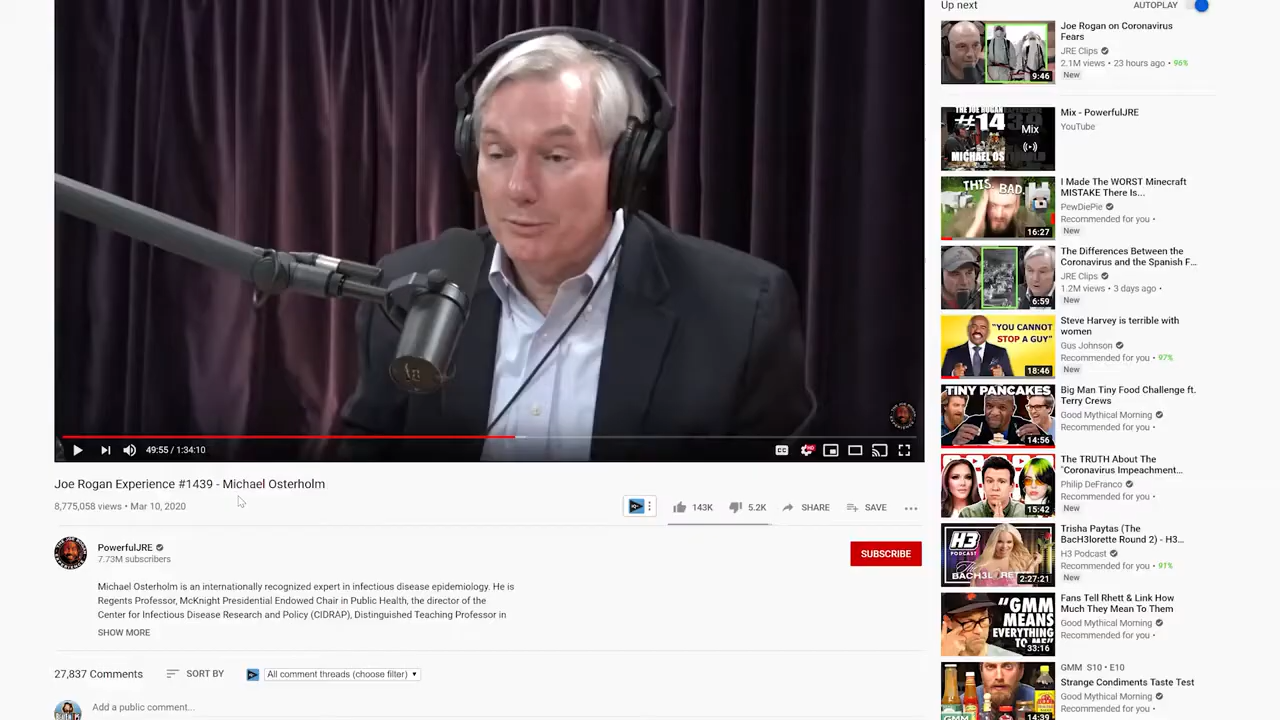 49:55 / 1:34:10
Joe Rogan Experience #1439 - Michael Osterholm
8,775,058 views • Mar 10, 2020
143K
5.2K
SHARE
SAVE
PowerfulJRE
7.73M subscribers
SUBSCRIBE
Michael Osterholm is an internationally recognized expert in infectious disease epidemiology. He is
Regents Professor, McKnight Presidential Endowed Chair in Public Health, the director of the
Center for Infectious Disease Research and Policy (CIDRAP), Distinguished Teaching Professor in
SHOW MORE
27,837 Comments
SORT BY
All comment threads (choose filter)
Add a public comment...
Up next
AUTOPLAY
9:46
Joe Rogan on Coronavirus
Fears
JRE Clips
2.1M views • 23 hours ago • 96%
New
THE JOE ROGAN
#1439
MICHAEL OS
Mix
Mix - PowerfulJRE
YouTube
THIS BAD
16:27
I Made The WORST Minecraft
MISTAKE There Is...
PewDiePie
Recommended for you •
New
6:59
The Differences Between the
Coronavirus and the Spanish F...
JRE Clips
1.2M views • 3 days ago •
New
"YOU CANNOT
STOP A GUY"
18:46
Steve Harvey is terrible with
women
Gus Johnson
Recommended for you • 97%
New
TINY PANCAKES
14:56
Big Man Tiny Food Challenge ft.
Terry Crews
Good Mythical Morning
Recommended for you •
15:42
The TRUTH About The
"Coronavirus Impeachment...
Philip DeFranco
Recommended for you •
New
H3
PODCAST
THE
BACH3LORETTE
2:27:21
Trisha Paytas (The
BacH3lorette Round 2) - H3...
H3 Podcast
Recommended for you • 91%
New
"GMM
MEANS
EVERYTHING
TO ME"
33:16
Fans Tell Rhett & Link How
Much They Mean To Them
Good Mythical Morning
Recommended for you •
GMM
14:39
GMM S10 • E10
Strange Condiments Taste Test
Good Mythical Morning
Recommended for you •